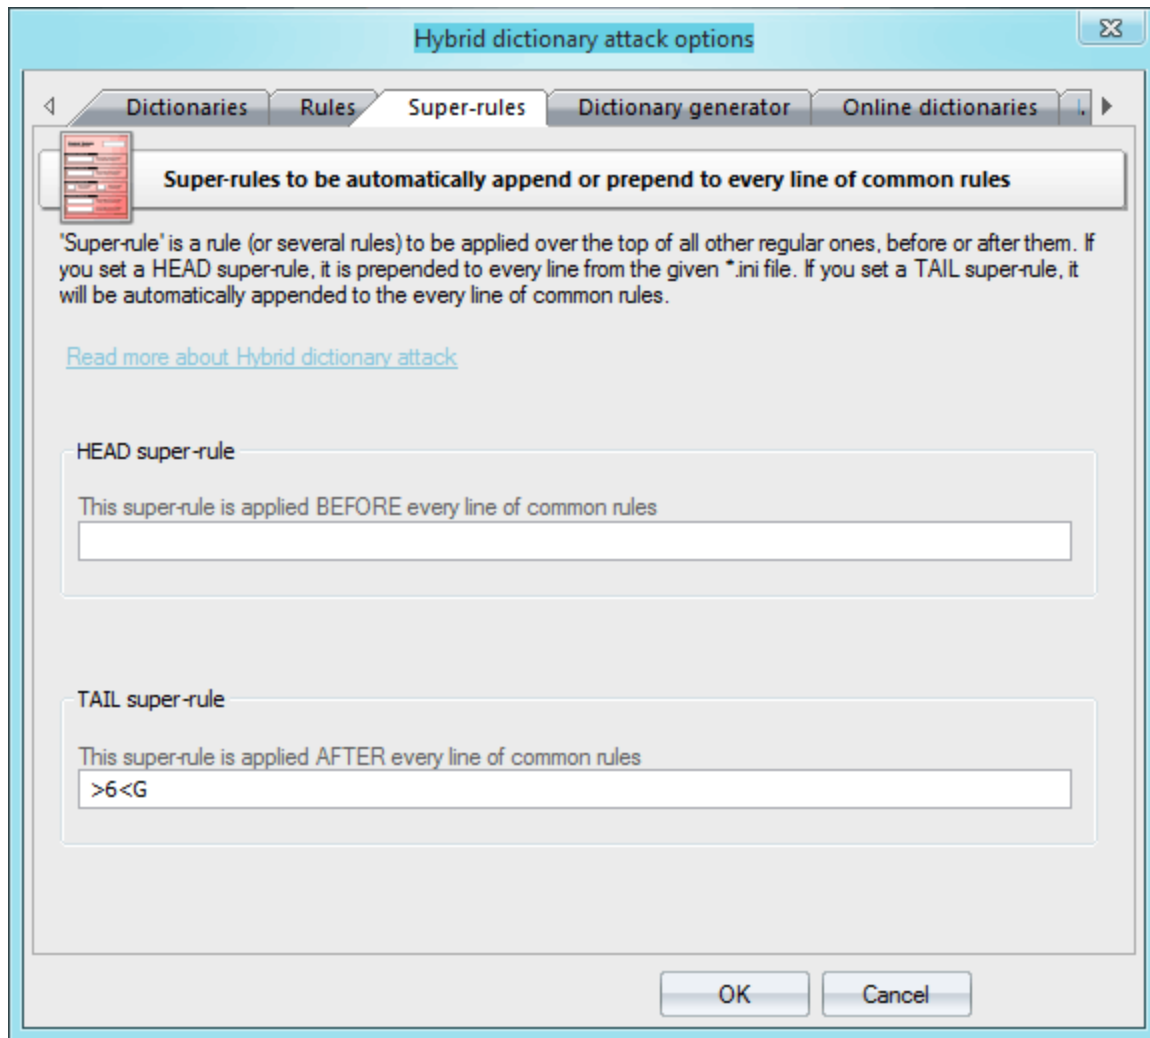 Hybrid dictionary attack options
Dictionaries
Rules
Super-rules
Dictionary generator
Online dictionaries
Super-rules to be automatically append or prepend to every line of common rules
'Super-rule' is a rule (or several rules) to be applied over the top of all other regular ones, before or after them. If
you set a HEAD super-rule, it is prepended to every line from the given *.ini file. If you set a TAIL super-rule, it
will be automatically appended to the every line of common rules.
Read more about Hybrid dictionary attack
HEAD super-rule
This super-rule is applied BEFORE every line of common rules
TAIL super-rule
This super-rule is applied AFTER every line of common rules
>6<G
OK
Cancel